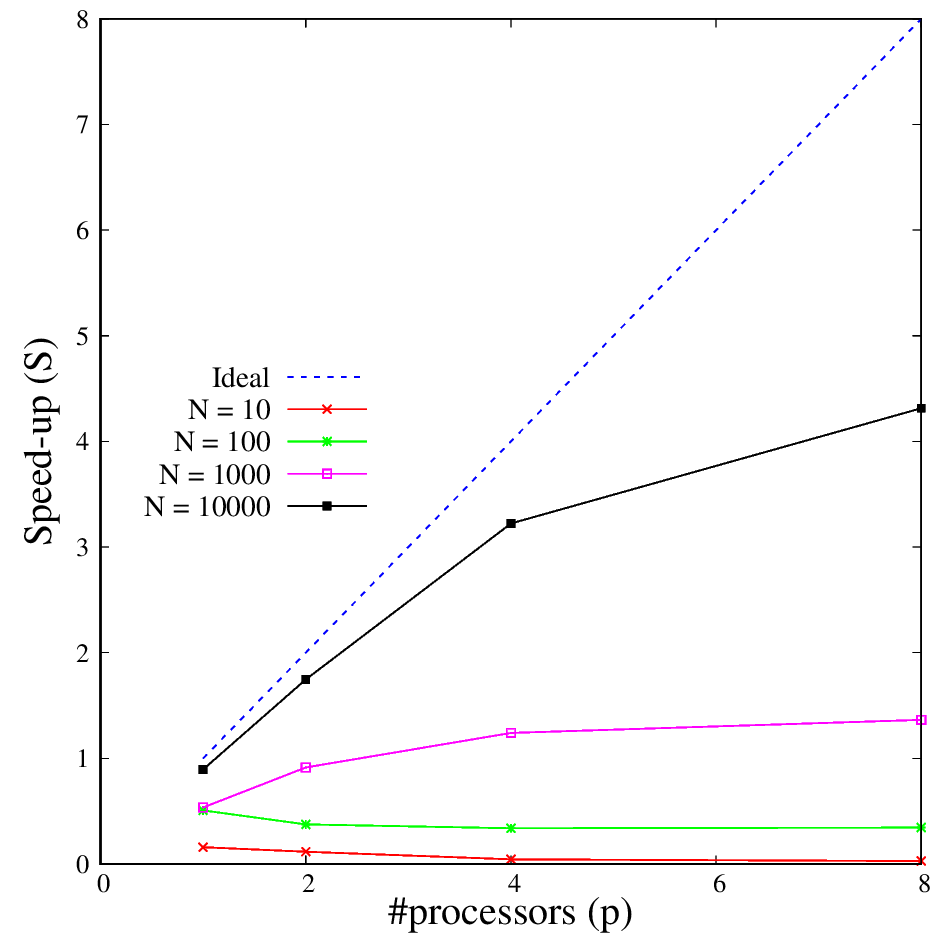 8
7
6
5
4
3
2
1
0
Speed-up (S)
Ideal
N = 10
N = 100
N = 1000
N = 10000
0 2 4 6 8
#processors (p)